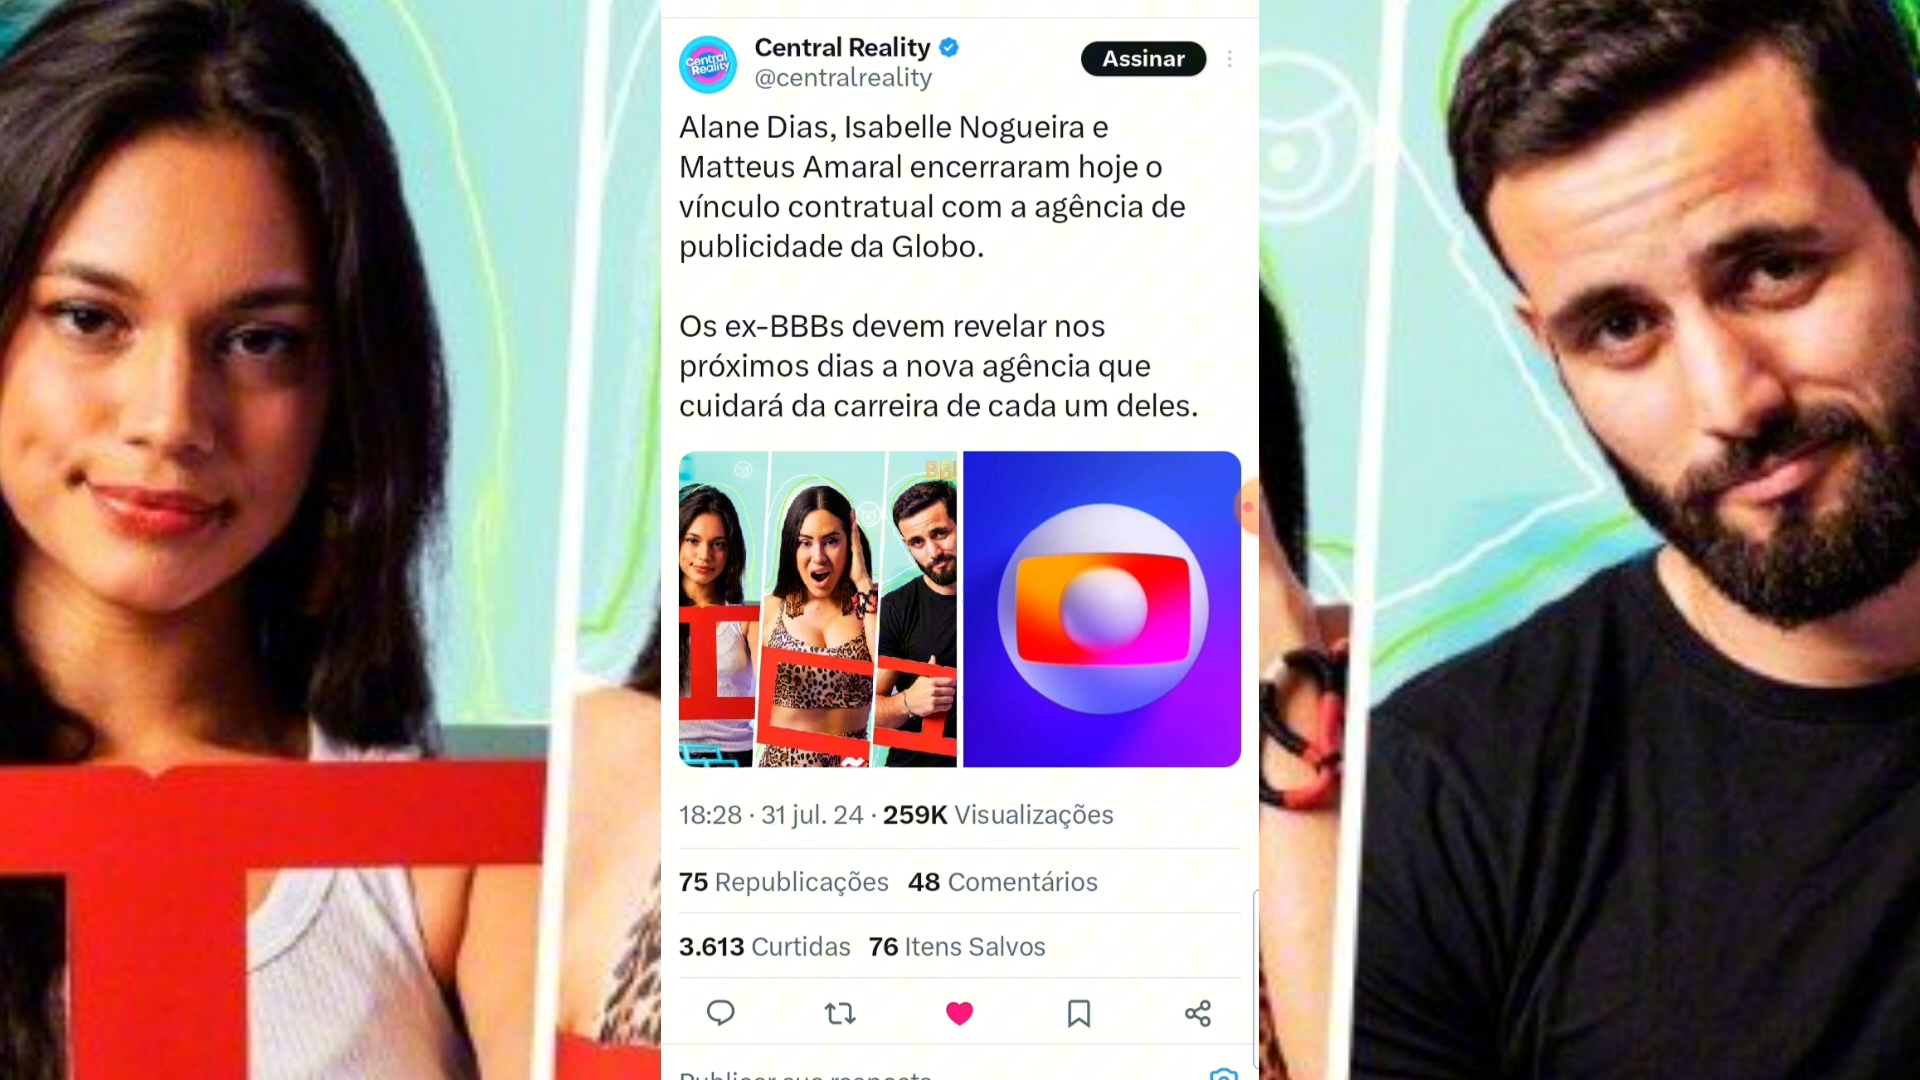 Central Reality
@centralreality
Assinar
Central
Reality
Alane Dias, Isabelle Nogueira e
Matteus Amaral encerraram hoje o
vínculo contratual com a agência de
publicidade da Globo.
Os ex-BBBs devem revelar nos
próximos dias a nova agência que
cuidará da carreira de cada um deles.
18:28 · 31 jul. 24 · 259K Visualizações
75 Republicações 48 Comentários
3.613 Curtidas 76 Itens Salvos